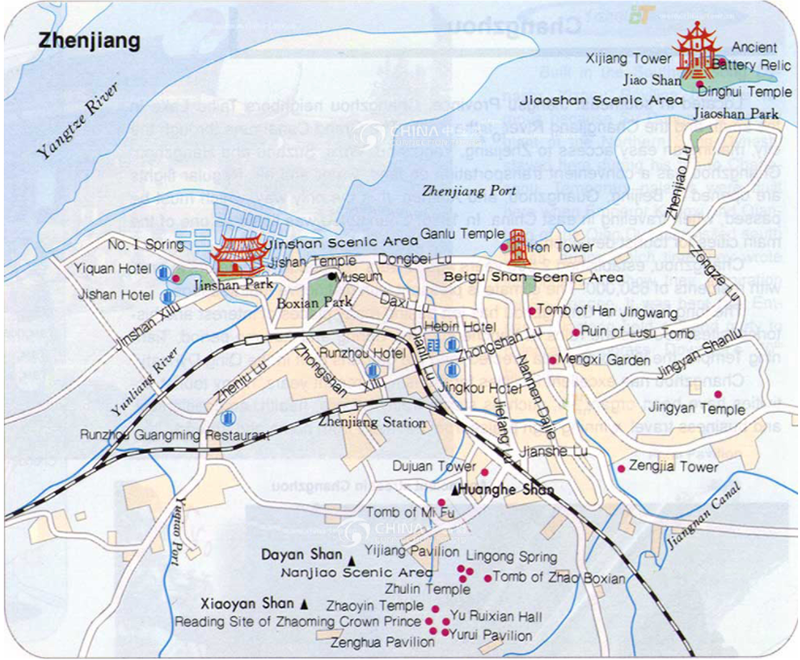 Zhenjiang
Yangtze River
Xijiang Tower
Ancient
Battery Relic
Jiao Shan
Dinghui Temple
Jiaoshan Scenic Area
Jiaoshan Park
Zhenjiang Port
Zhenjiao Lu
No. 1 Spring
Jinshan Scenic Area
Ganlu Temple
Iron Tower
Yiquan Hotel
Jishan Temple
Dongbei Lu
Museum
Beigu Shan Scenic Area
Zongze Lu
Jishan Hotel
Jinshan Park
Boxian Park
Daxi Lu
Tomb of Han Jingwang
Jinshan Xilu
Hebin Hotel
Ruin of Lusu Tomb
Dianli Lu
Zhongshan Lu
Jingyan Shanlu
Yunliang River
Runzhou Hotel
Mengxi Garden
Zhongshan
Xilu
Zhenliu Lu
Jingkou Hotel
Nanmen Dajie
Jiefang Lu
Jingyan Temple
Zhenjiang Station
Runzhou Guangming Restaurant
Jianshe Lu
Dujuan Tower
Zengjia Tower
Huanghe Shan
Tomb of Mi Fu
Yuqiao Port
Jiangnan Canal
CHINA
CHINA
Dayan Shan
Yijiang Pavilion
Lingong Spring
Nanjiao Scenic Area
Tomb of Zhao Boxian
Zhulin Temple
Xiaoyan Shan
Zhaoyin Temple
Yu Ruixian Hall
Reading Site of Zhaoming Crown Prince
Yurui Pavilion
Zenghua Pavilion